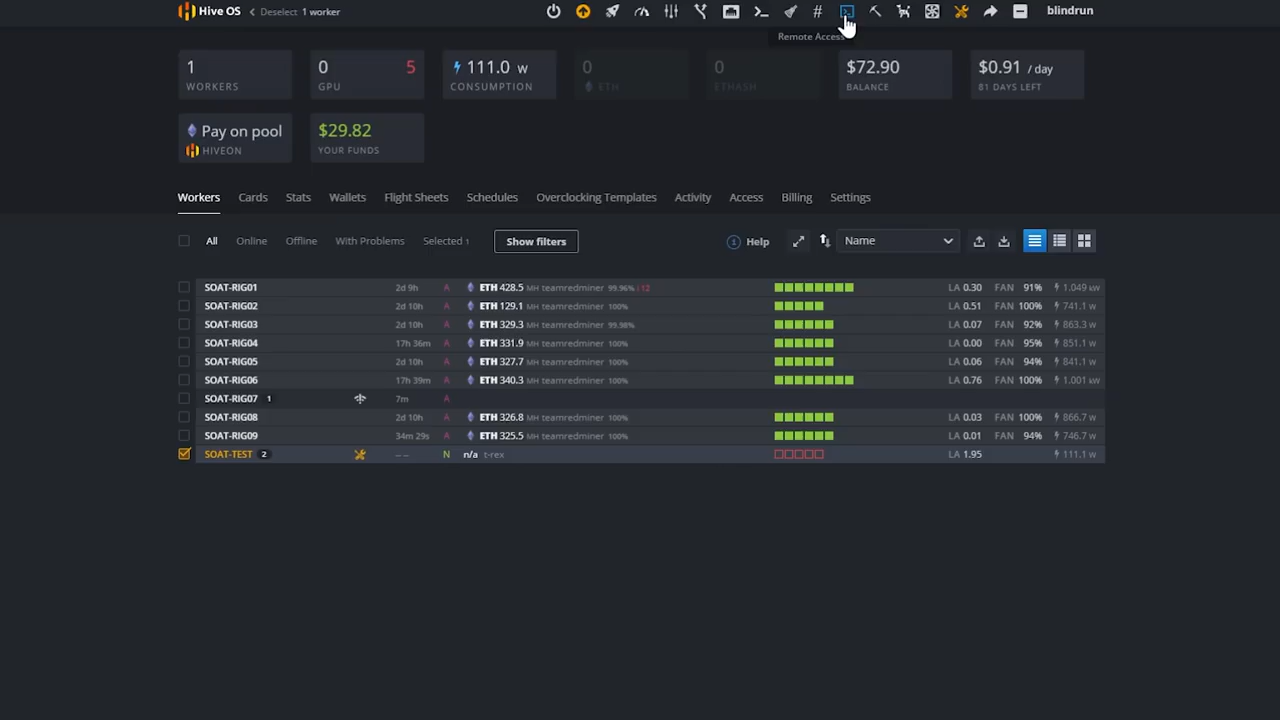 Hive OS Deselect 1 worker blindrun
Remote Access
1 0 5 111.0 w 0 0 $72.90 $0.91 / day
WORKERS GPU CONSUMPTION ETH ETHASH BALANCE 81 DAYS LEFT
Pay on pool $29.82
HIVEON YOUR FUNDS
Workers Cards Stats Wallets Flight Sheets Schedules Overclocking Templates Activity Access Billing Settings
All Online Offline With Problems Selected 1 Show filters Help Name
SOAT-RIG01 2d 9h A ETH 428.5 MH teamredminer 99.96% ↓12 LA 0.30 FAN 91% 1.049 kw
SOAT-RIG02 2d 10h A ETH 129.1 MH teamredminer 100% LA 0.51 FAN 100% 741.1 w
SOAT-RIG03 2d 10h A ETH 329.3 MH teamredminer 99.98% LA 0.07 FAN 92% 863.3 w
SOAT-RIG04 17h 36m A ETH 331.9 MH teamredminer 100% LA 0.00 FAN 95% 851.1 w
SOAT-RIG05 2d 10h A ETH 327.7 MH teamredminer 100% LA 0.06 FAN 94% 841.1 w
SOAT-RIG06 17h 39m A ETH 340.3 MH teamredminer 100% LA 0.76 FAN 100% 1.001 kw
SOAT-RIG07 1 7m A
SOAT-RIG08 2d 10h A ETH 326.8 MH teamredminer 100% LA 0.03 FAN 100% 866.7 w
SOAT-RIG09 34m 29s A ETH 325.5 MH teamredminer 100% LA 0.01 FAN 94% 746.7 w
SOAT-TEST 2 -- N n/a t-rex LA 1.95 111.1 w